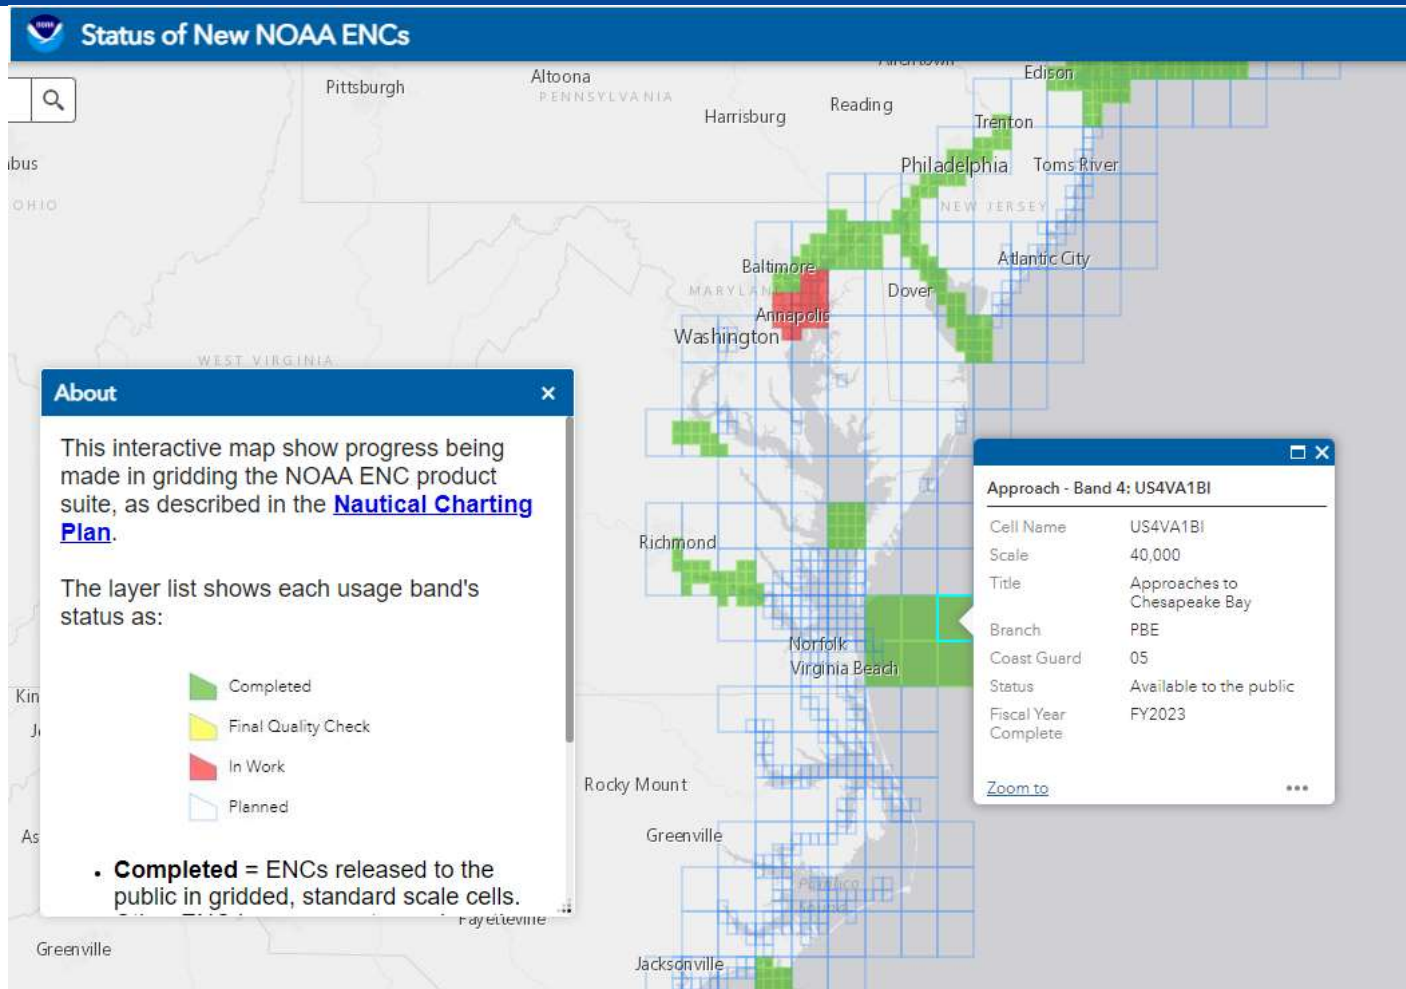 NOAA
Status of New NOAA ENCs
Pittsburgh
Altoona
PENNSYLVANIA
Harrisburg
Reading
Edison
Trenton
Philadelphia
Toms River
OHIO
NEW JERSEY
Baltimore
Atlantic City
MARYLAND
Dover
Annapolis
Washington
WEST VIRGINIA
About
This interactive map show progress being
made in gridding the NOAA ENC product
suite, as described in the Nautical Charting
Plan.
The layer list shows each usage band's
status as:
Completed
Final Quality Check
In Work
Planned
• Completed = ENCs released to the
public in gridded, standard scale cells.
Richmond
Norfolk
Virginia Beach
Approach - Band 4: US4VA1BI
Cell Name US4VA1BI
Scale 40,000
Title Approaches to
Chesapeake Bay
Branch PBE
Coast Guard 05
Status Available to the public
Fiscal Year FY2023
Complete
Zoom to
Kin
As
Rocky Mount
Greenville
Fayetteville
Greenville
Jacksonville